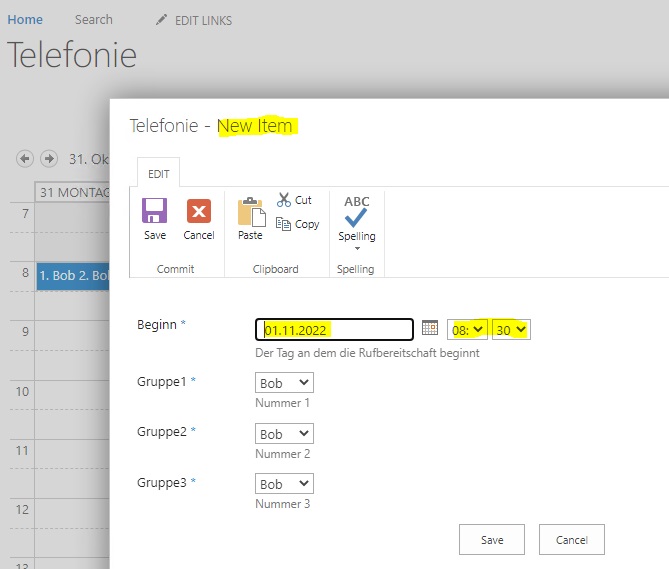 Home Search EDIT LINKS
Telefonie
Telefonie - New Item
31. Ok
EDIT
31 MONTAG
7
Save Cancel Paste Cut
Copy
ABC
Spelling
Commit Clipboard Spelling
8 1. Bob 2. Bob
9
Beginn * 01.11.2022 08: 30
Der Tag an dem die Rufbereitschaft beginnt
10
Gruppe1 * Bob
Nummer 1
11
Gruppe2 * Bob
Nummer 2
12
Gruppe3 * Bob
Nummer 3
Save Cancel
13